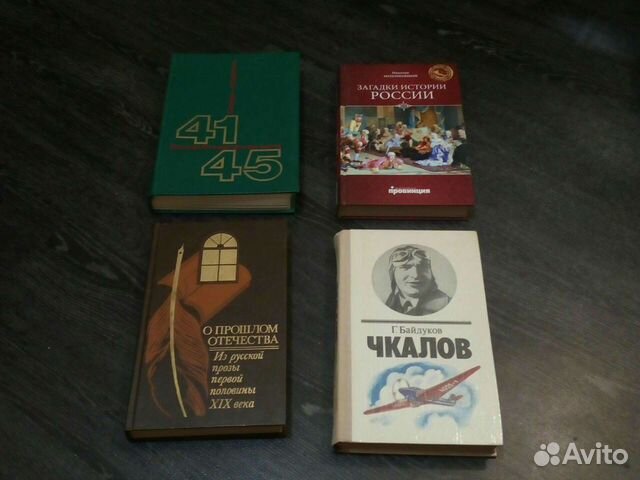 41
45
ЗАГАДКИ ИСТОРИИ
РОССИИ
провинция
О ПРОШЛОМ
ОТЕЧЕСТВА
Из русской
прозы
первой
половины
XIX века
Г. Байдуков
ЧКАЛОВ
Avito